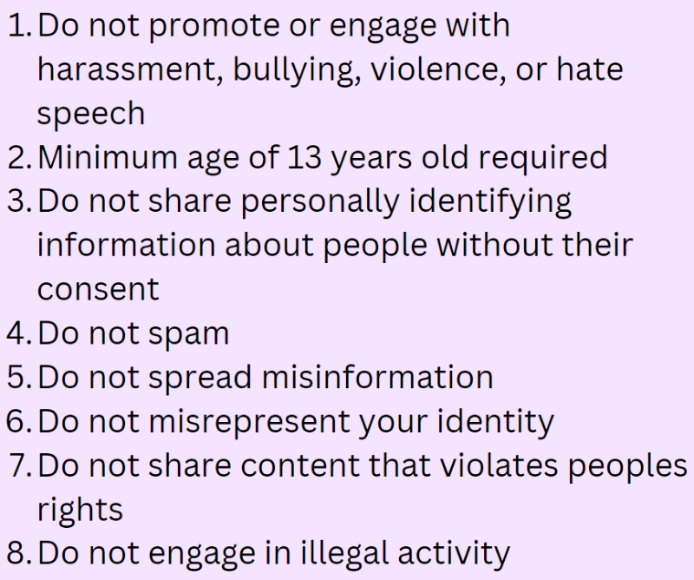 1. Do not promote or engage with
harassment, bullying, violence, or hate
speech
2. Minimum age of 13 years old required
3. Do not share personally identifying
information about people without their
consent
4. Do not spam
5. Do not spread misinformation
6. Do not misrepresent your identity
7. Do not share content that violates peoples
rights
8. Do not engage in illegal activity